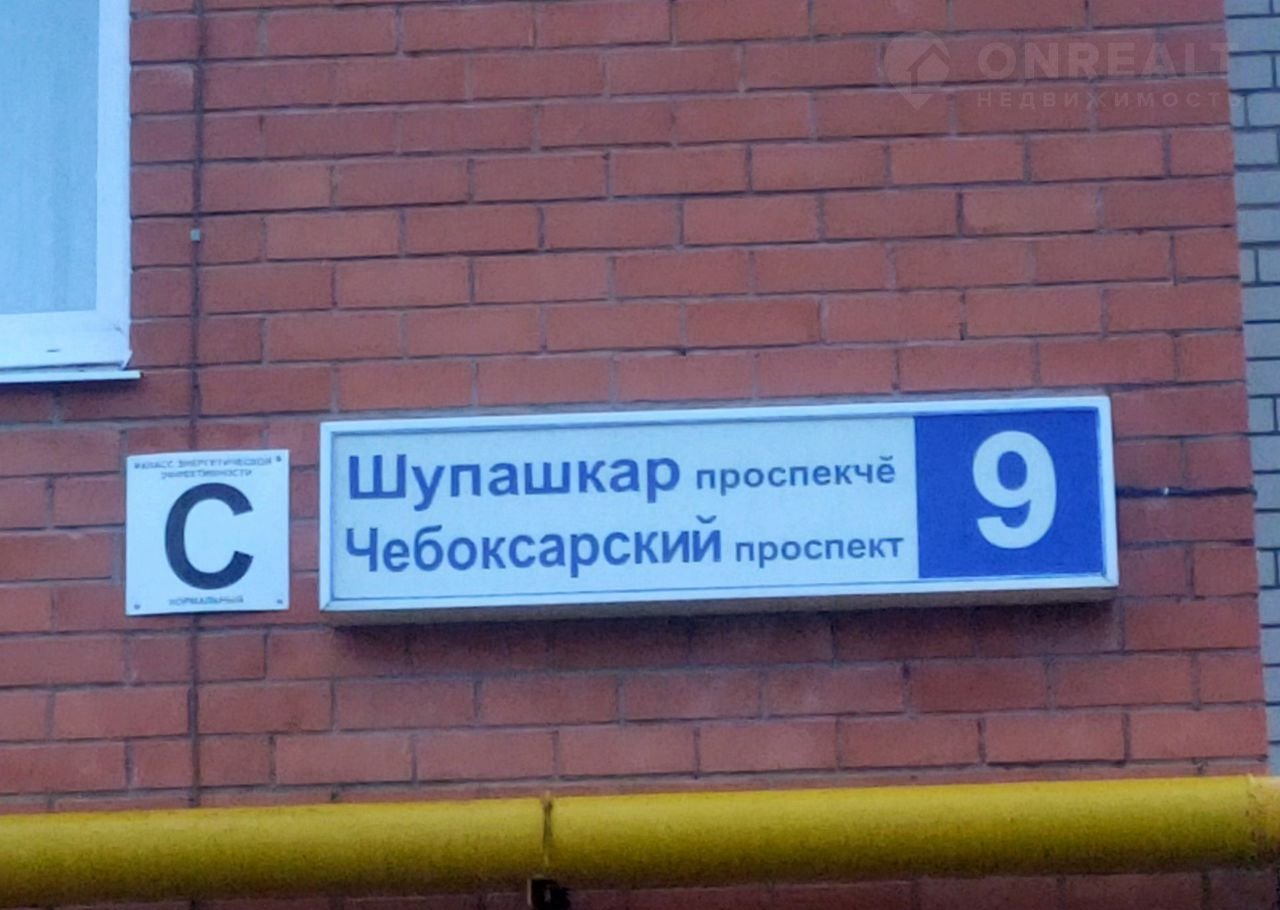 ONREALT
НЕДВИЖИМОСТЬ
КЛАСС ЭНЕРГЕТИЧЕСКОЙ
ЭФФЕКТИВНОСТИ
C
НОРМАЛЬНЫЙ
Шупашкар проспекчӗ
Чебоксарский проспект
9